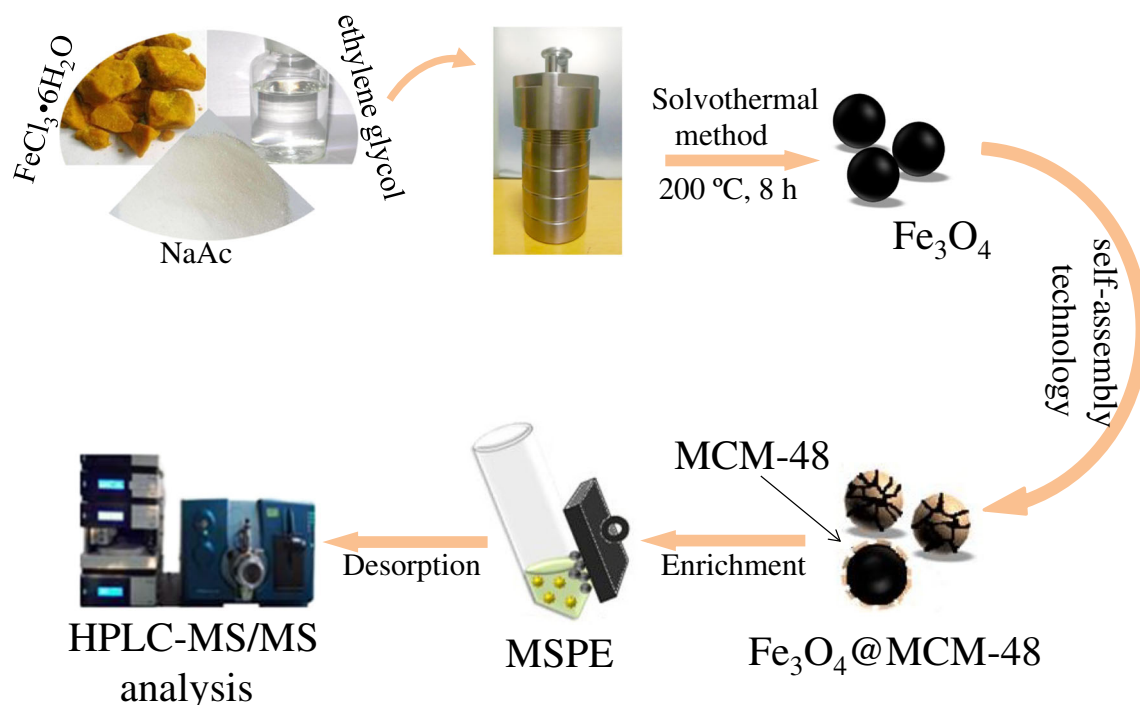 FeCl₃•6H₂O
ethylene glycol
NaAc
Solvothermal
method
200 ºC, 8 h
Fe₃O₄
self-assembly
technology
MCM-48
Fe₃O₄@MCM-48
Enrichment
MSPE
Desorption
HPLC-MS/MS
analysis